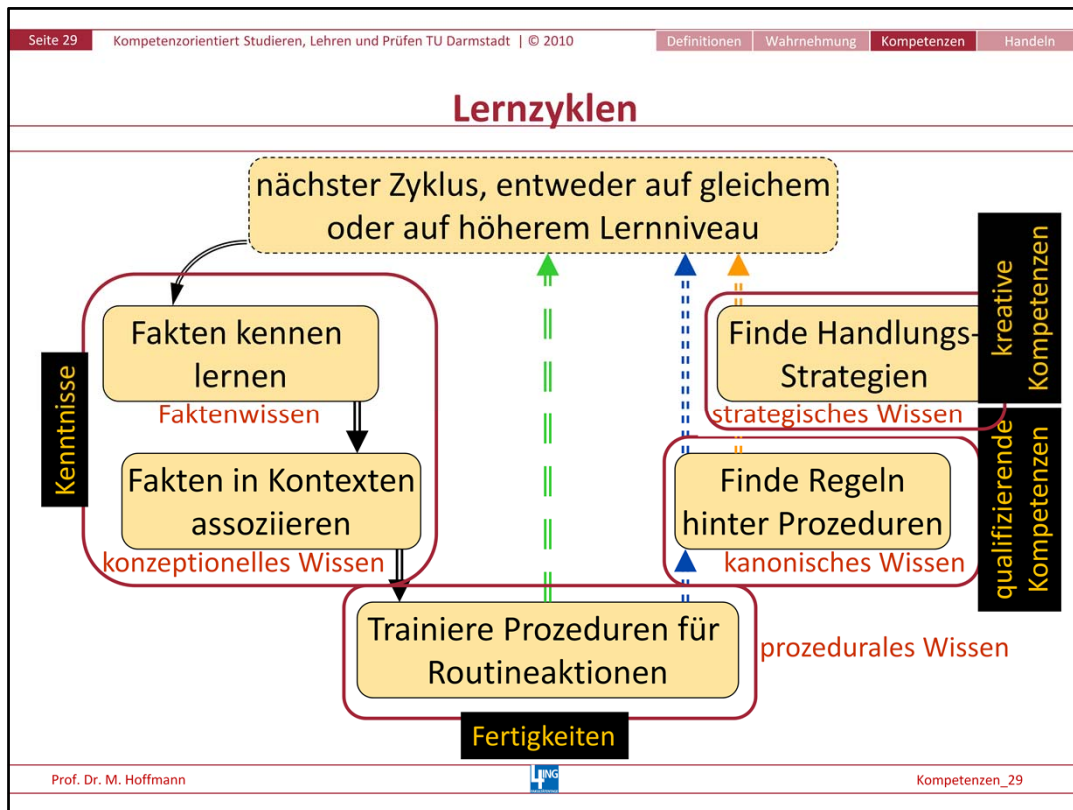 Seite 29
Kompetenzorientiert Studieren, Lehren und Prüfen TU Darmstadt | © 2010
Definitionen
Wahrnehmung
Kompetenzen
Handeln
Lernzyklen
nächster Zyklus, entweder auf gleichem
oder auf höherem Lernniveau
Kenntnisse
Fakten kennen
lernen
Faktenwissen
Fakten in Kontexten
assoziieren
konzeptionelles Wissen
Finde Handlungs-
Strategien
strategisches Wissen
kreative
Kompetenzen
Finde Regeln
hinter Prozeduren
kanonisches Wissen
qualifizierende
Kompetenzen
Trainiere Prozeduren für
Routineaktionen
prozedurales Wissen
Fertigkeiten
Prof. Dr. M. Hoffmann
4ING
Kompetenzen_29